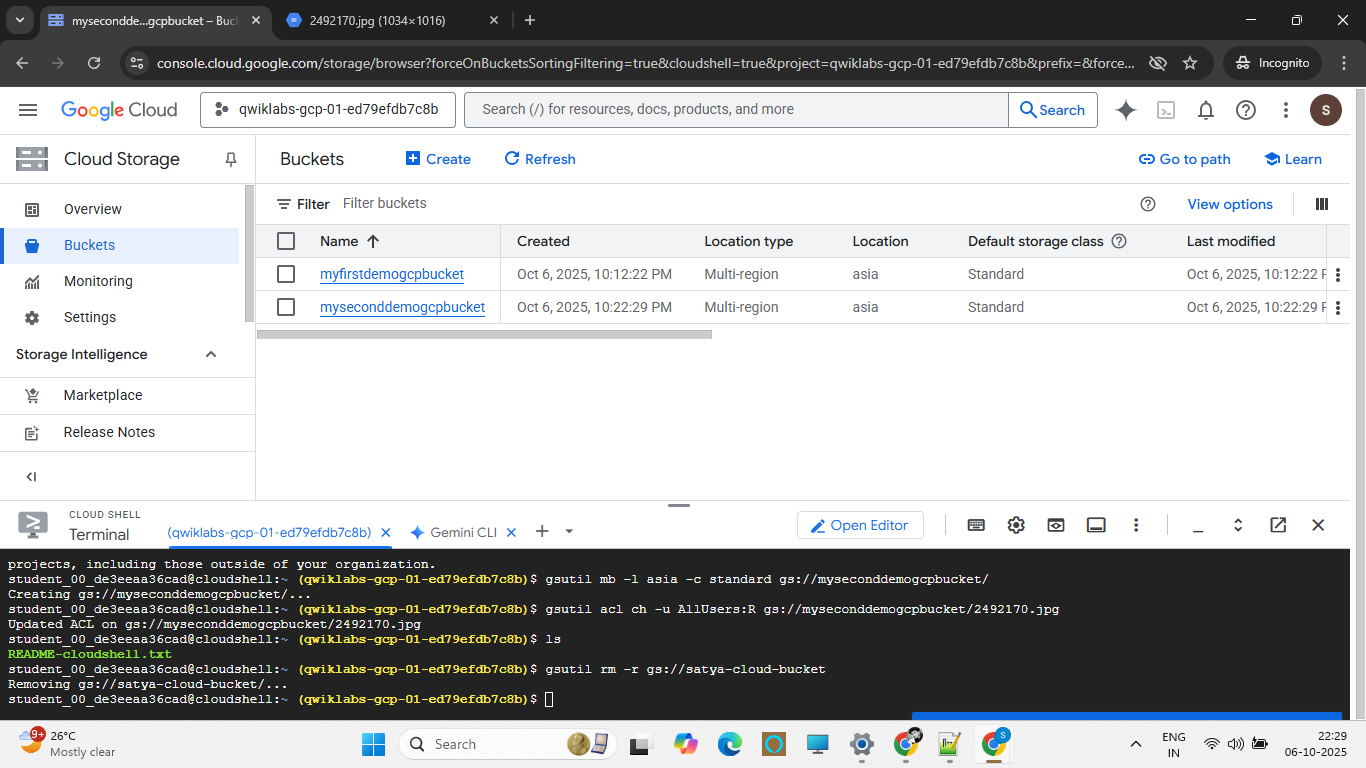 myseconddе...gcpbucket – Buck
2492170.jpg (1034×1016)
console.cloud.google.com/storage/browser?forceOnBucketsSortingFiltering=true&cloudshell=true&project=qwiklabs-gcp-01-ed79efdb7c8b&prefix=&force...
Incognito
Google Cloud
qwiklabs-gcp-01-ed79efdb7c8b
Search (/) for resources, docs, products, and more
Search
S
Cloud Storage
Buckets
Create
Refresh
Go to path
Learn
Overview
Buckets
Monitoring
Settings
Storage Intelligence
Marketplace
Release Notes
Filter Filter buckets
View options
Name Created Location type Location Default storage class Last modified
myfirstdemogcpbucket Oct 6, 2025, 10:12:22 PM Multi-region asia Standard Oct 6, 2025, 10:12:22 P
myseconddemogcpbucket Oct 6, 2025, 10:22:29 PM Multi-region asia Standard Oct 6, 2025, 10:22:29 P
CLOUD SHELL
Terminal
(qwiklabs-gcp-01-ed79efdb7c8b)
Gemini CLI
Open Editor
projects, including those outside of your organization.
student_00_de3eeaa36cad@cloudshell:~ (qwiklabs-gcp-01-ed79efdb7c8b)$ gsutil mb -l asia -c standard gs://myseconddemogcpbucket/
Creating gs://myseconddemogcpbucket/...
student_00_de3eeaa36cad@cloudshell:~ (qwiklabs-gcp-01-ed79efdb7c8b)$ gsutil acl ch -u AllUsers:R gs://myseconddemogcpbucket/2492170.jpg
Updated ACL on gs://myseconddemogcpbucket/2492170.jpg
student_00_de3eeaa36cad@cloudshell:~ (qwiklabs-gcp-01-ed79efdb7c8b)$ ls
README-cloudshell.txt
student_00_de3eeaa36cad@cloudshell:~ (qwiklabs-gcp-01-ed79efdb7c8b)$ gsutil rm -r gs://satya-cloud-bucket
Removing gs://satya-cloud-bucket/...
student_00_de3eeaa36cad@cloudshell:~ (qwiklabs-gcp-01-ed79efdb7c8b)$
9+
26°C
Mostly clear
Search
S
ENG
IN
22:29
06-10-2025